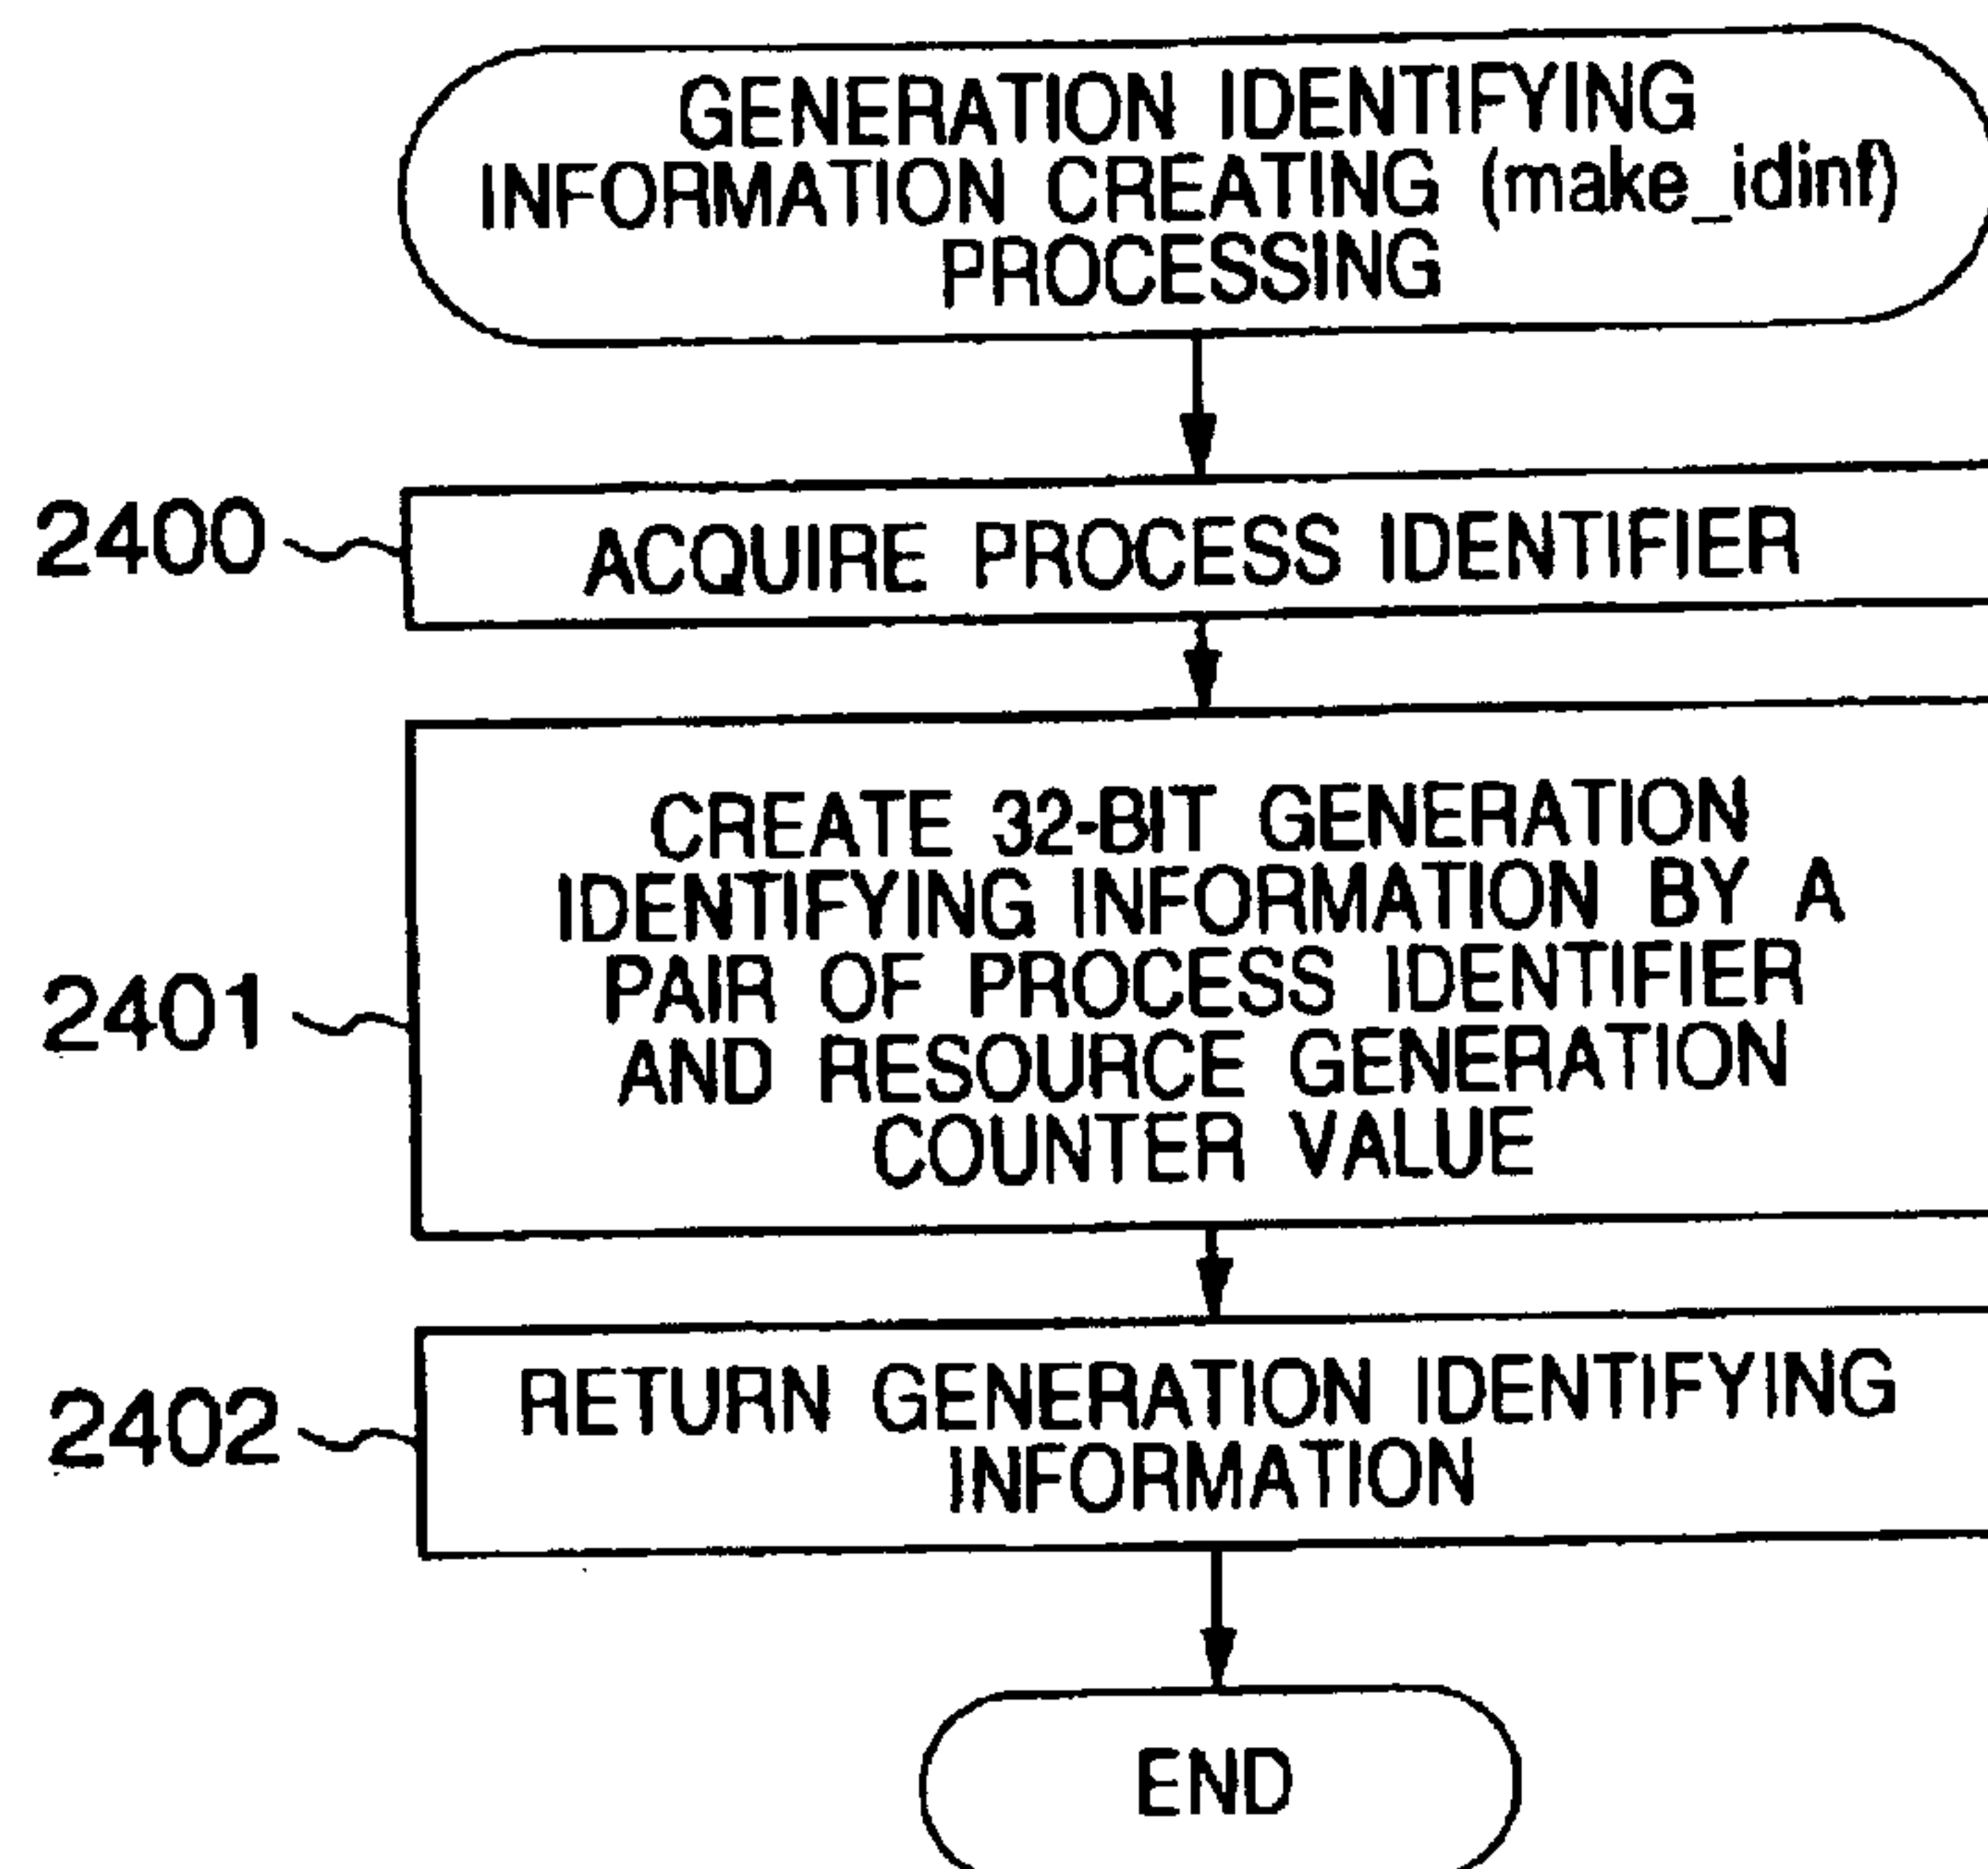 GENERATION IDENTIFYING
INFORMATION CREATING (make_idinf)
PROCESSING
2400
ACQUIRE PROCESS IDENTIFIER
CREATE 32-BIT GENERATION
IDENTIFYING INFORMATION BY A
PAIR OF PROCESS IDENTIFIER
2401
AND RESOURCE GENERATION
COUNTER VALUE
2402
RETURN GENERATION IDENTIFYING
INFORMATION
END